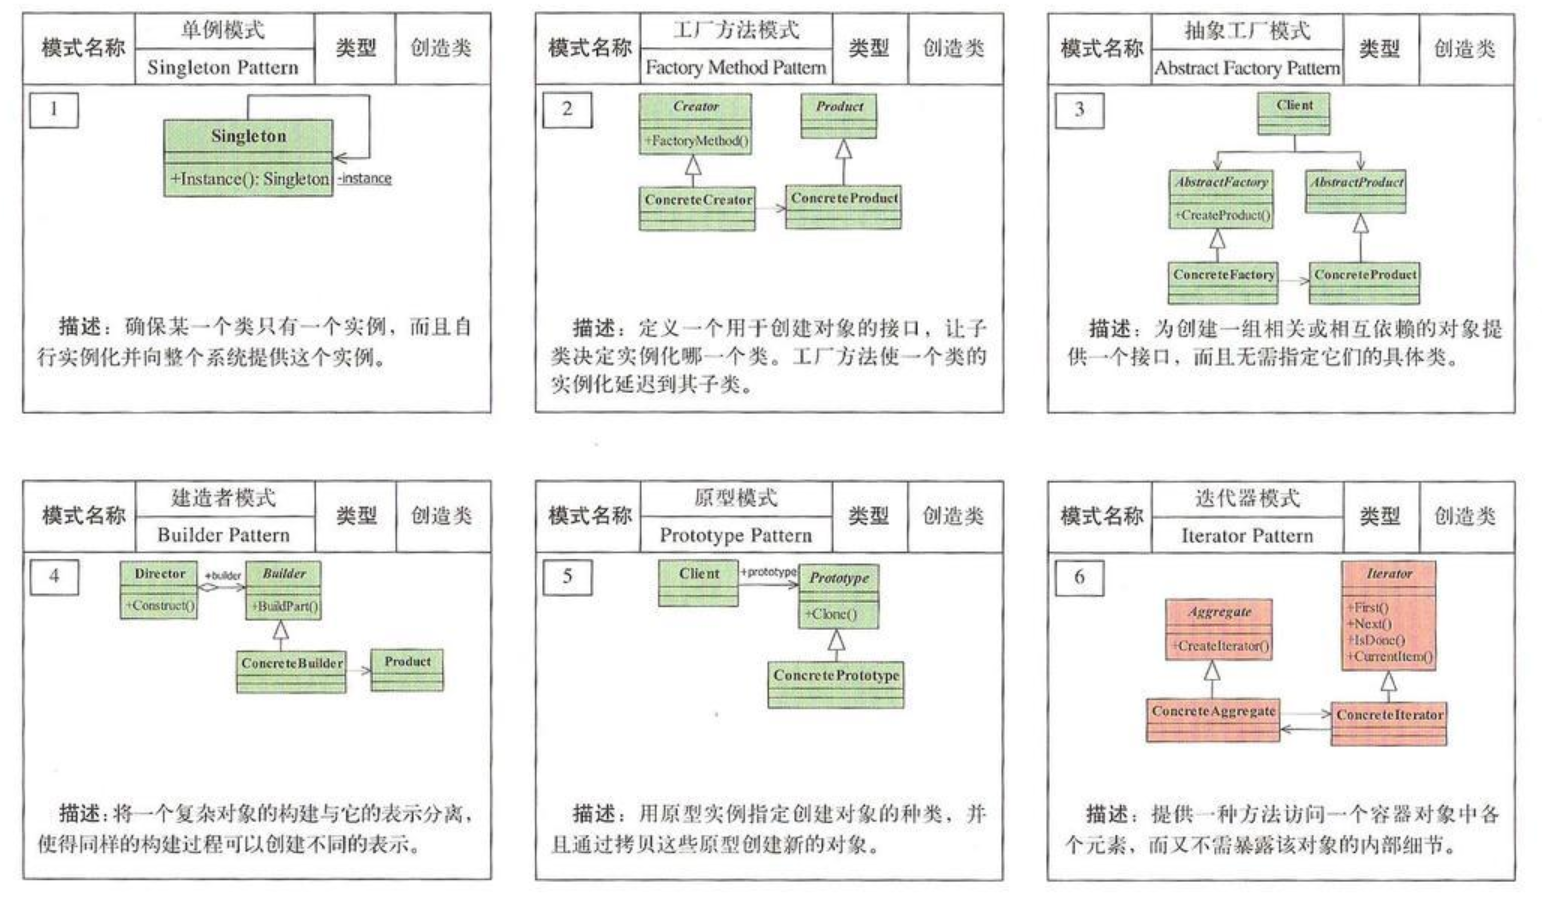 模式名称
单例模式
Singleton Pattern
类型
创造类
1
Singleton
+Instance(): Singleton
-instance
描述：确保某一个类只有一个实例，而且自
行实例化并向整个系统提供这个实例。
模式名称
工厂方法模式
Factory Method Pattern
类型
创造类
2
Creator
+FactoryMethod()
Product
ConcreteCreator
ConcreteProduct
描述：定义一个用于创建对象的接口，让子
类决定实例化哪一个类。工厂方法使一个类的
实例化延迟到其子类。
模式名称
抽象工厂模式
Abstract Factory Pattern
类型
创造类
3
Client
AbstractFactory
+CreateProduct()
AbstractProduct
ConcreteFactory
ConcreteProduct
描述：为创建一组相关或相互依赖的对象提
供一个接口，而且无需指定它们的具体类。
模式名称
建造者模式
Builder Pattern
类型
创造类
4
Director
+Construct()
+builder
Builder
+BuildPart()
ConcreteBuilder
Product
描述：将一个复杂对象的构建与它的表示分离，
使得同样的构建过程可以创建不同的表示。
模式名称
原型模式
Prototype Pattern
类型
创造类
5
Client
+prototype
Prototype
+Clone()
ConcretePrototype
描述：用原型实例指定创建对象的种类，并
且通过拷贝这些原型创建新的对象。
模式名称
迭代器模式
Iterator Pattern
类型
创造类
6
Aggregate
+CreateIterator()
Iterator
+First()
+Next()
+IsDone()
+CurrentItem()
ConcreteAggregate
ConcreteIterator
描述：提供一种方法访问一个容器对象中各
个元素，而又不需暴露该对象的内部细节。